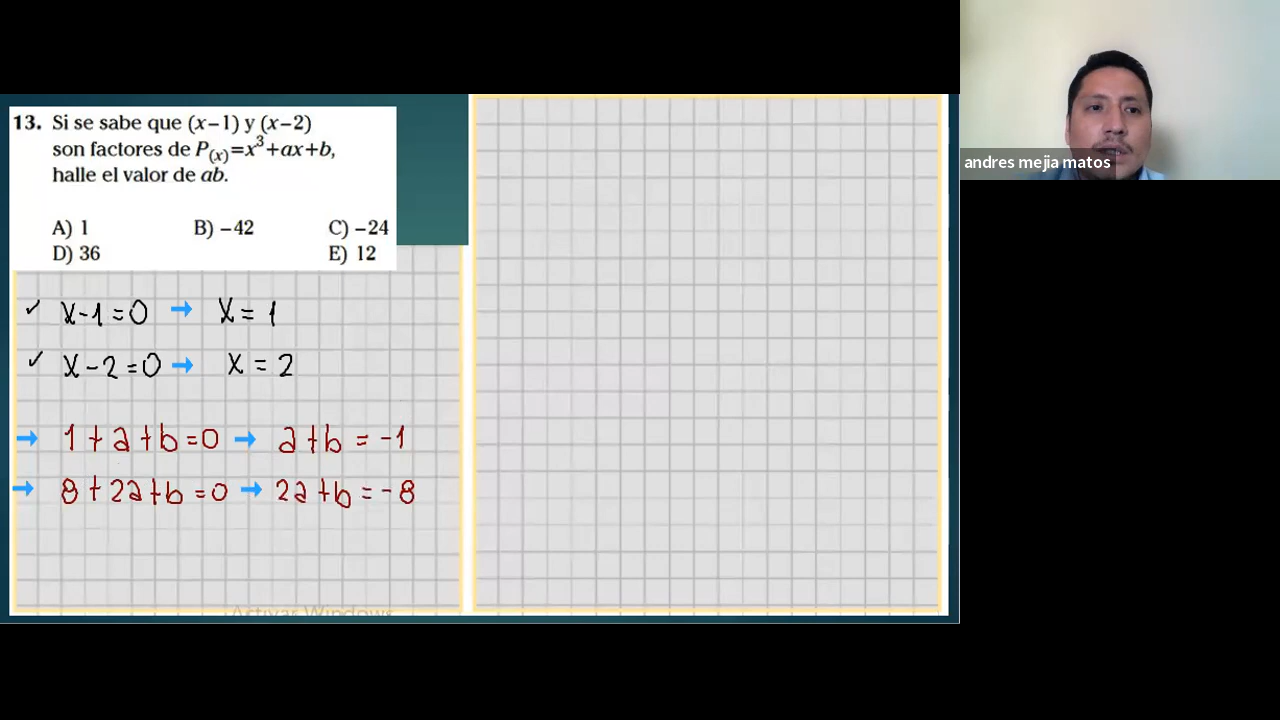 13. Si se sabe que (x–1) y (x–2)
son factores de P(x)=x³+ax+b,
halle el valor de ab.
A) 1 B) –42 C) –24
D) 36 E) 12
✓ x-1=0 → x=1
✓ x-2=0 → x=2
→ 1+a+b=0 → a+b=-1
→ 8+2a+b=0 → 2a+b=-8
Activar Windows
andres mejia matos